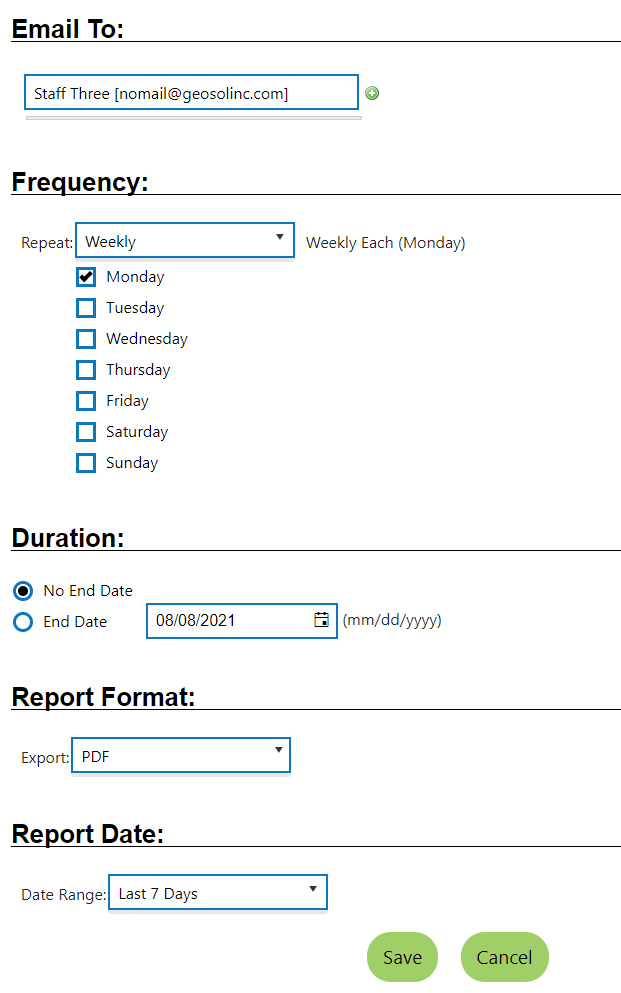 Email To:
Staff Three [nomail@geosolinc.com]
Frequency:
Repeat: Weekly Weekly Each (Monday)
Monday
Tuesday
Wednesday
Thursday
Friday
Saturday
Sunday
Duration:
No End Date
End Date 08/08/2021 (mm/dd/yyyy)
Report Format:
Export: PDF
Report Date:
Date Range: Last 7 Days
Save Cancel